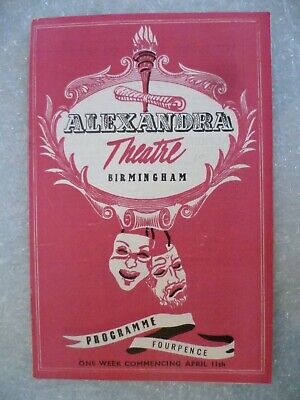 ALEXANDRA
Theatre
BIRMINGHAM
PROGRAMME
FOURPENCE
ONE WEEK COMMENCING APRIL 11th